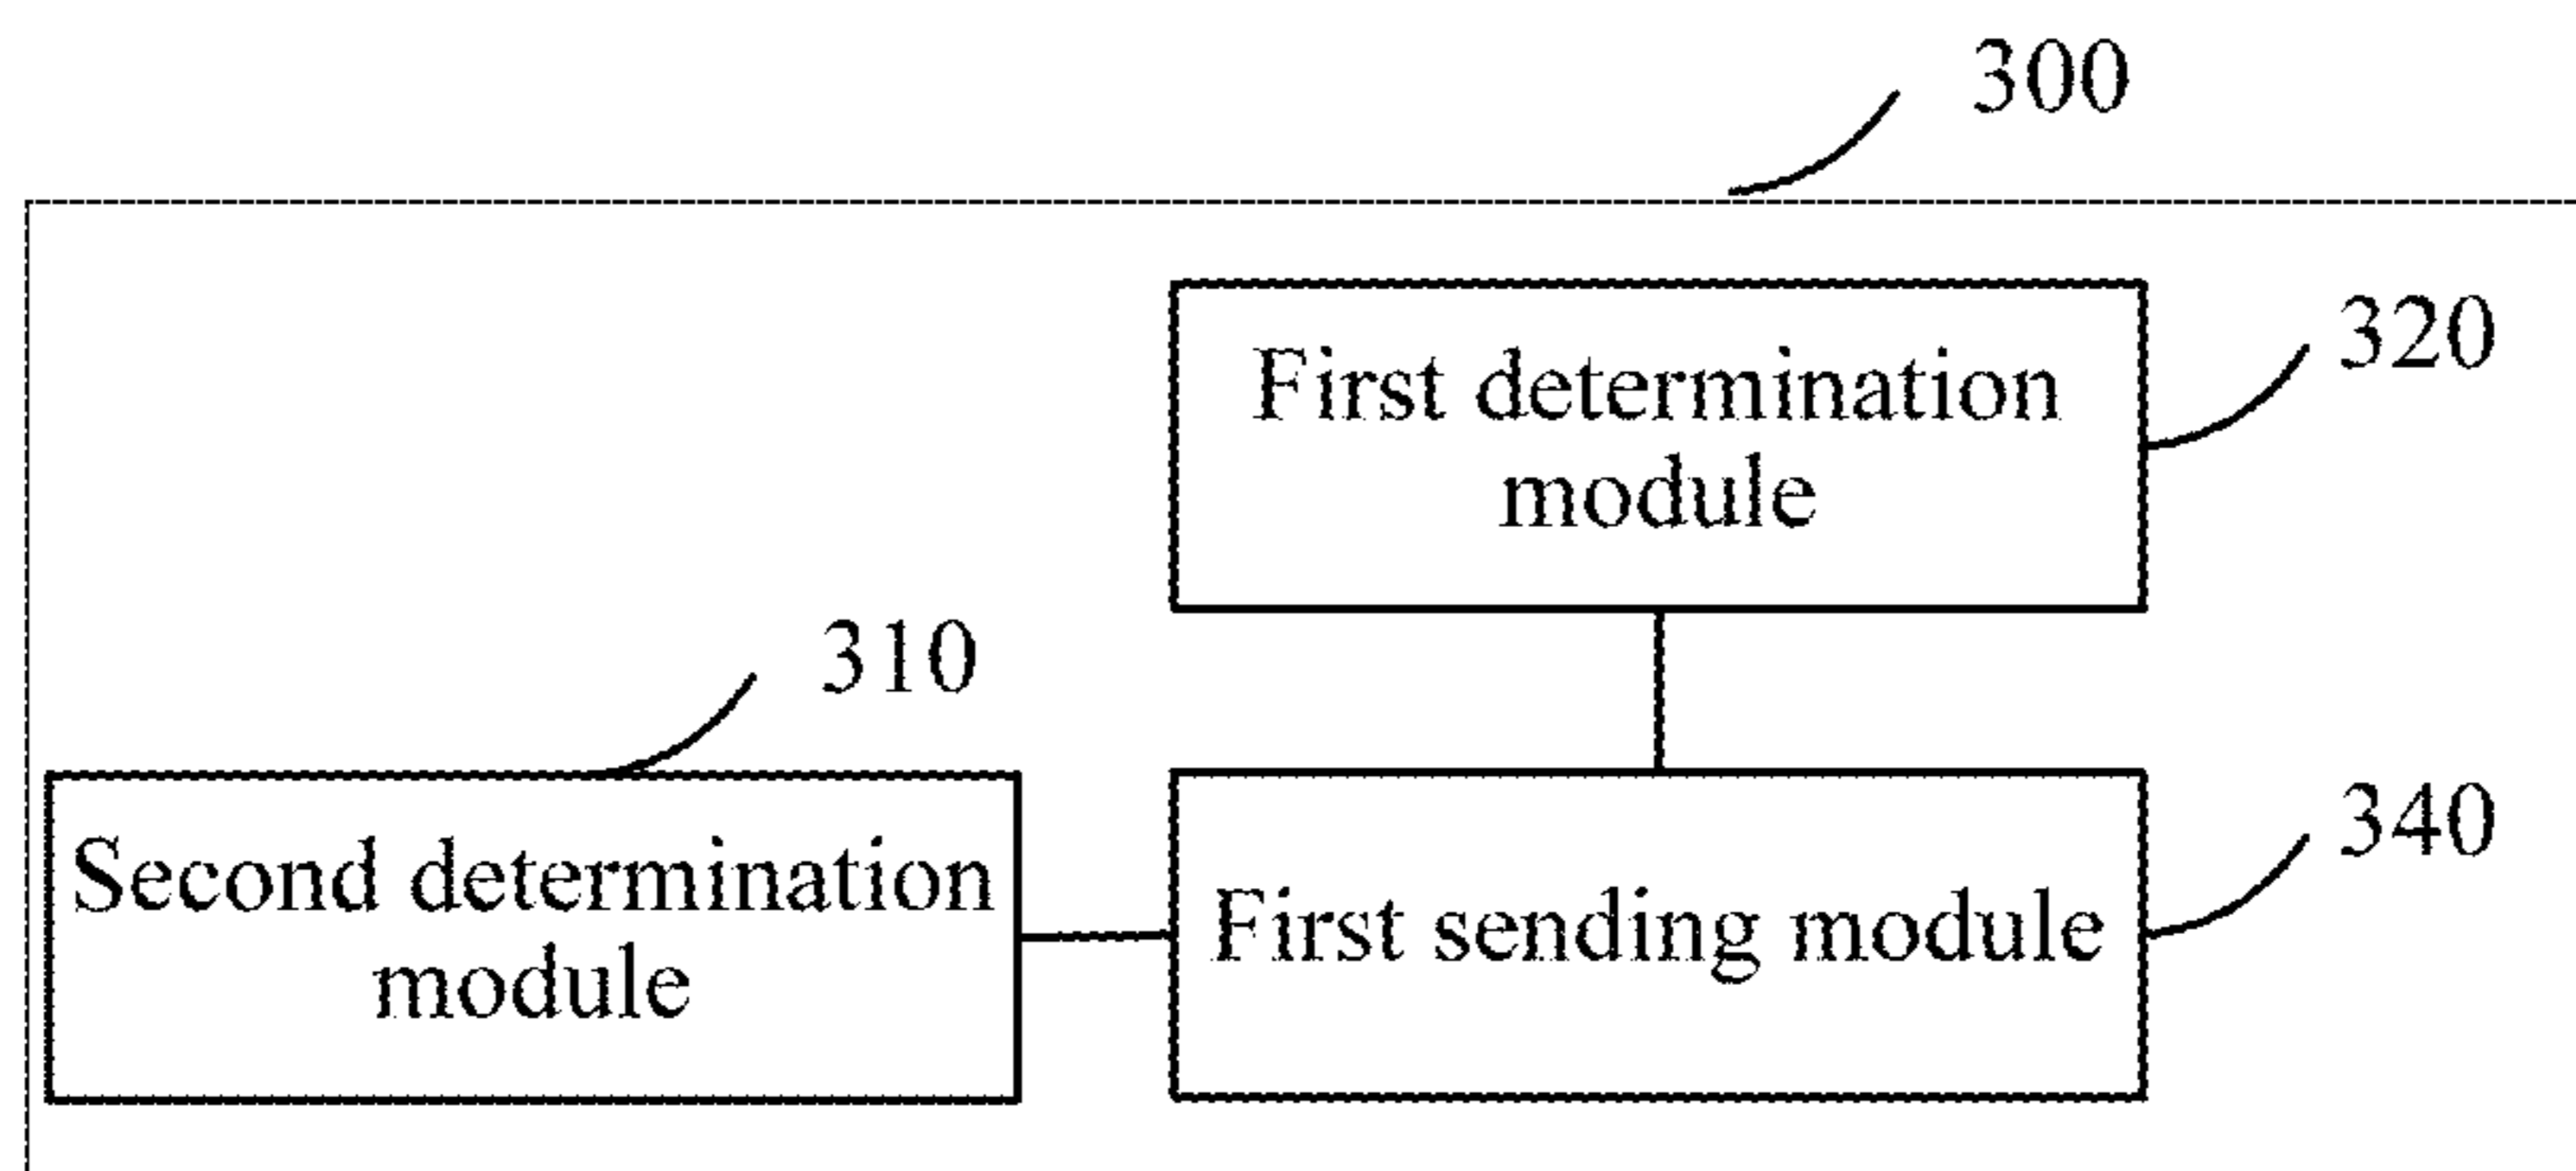 300
First determination
module
320
310
Second determination
module
First sending module
340